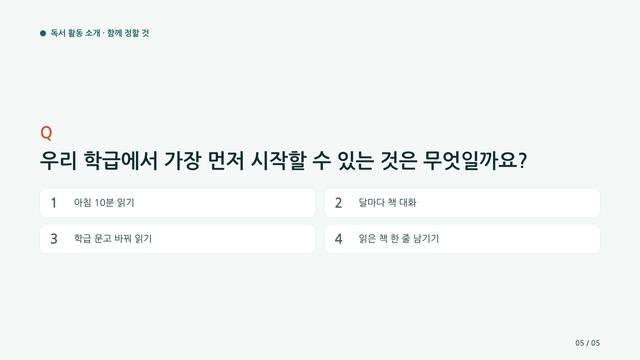 독서 활동 소개 · 함께 정할 것
Q
우리 학급에서 가장 먼저 시작할 수 있는 것은 무엇일까요?
1 아침 10분 읽기
2 달마다 책 대화
3 학급 문고 바꿔 읽기
4 읽은 책 한 줄 남기기
05 / 05